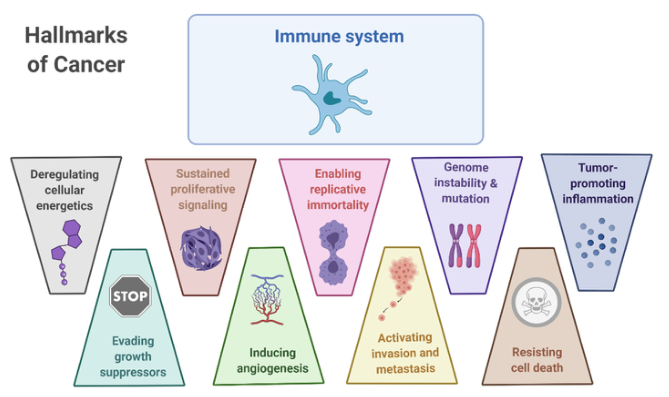 Hallmarks
of Cancer
Immune system
Deregulating
cellular
energetics
Sustained
proliferative
signaling
Enabling
replicative
immortality
Genome
instability &
mutation
Tumor-
promoting
inflammation
STOP
Evading
growth
suppressors
Inducing
angiogenesis
Activating
invasion and
metastasis
Resisting
cell death